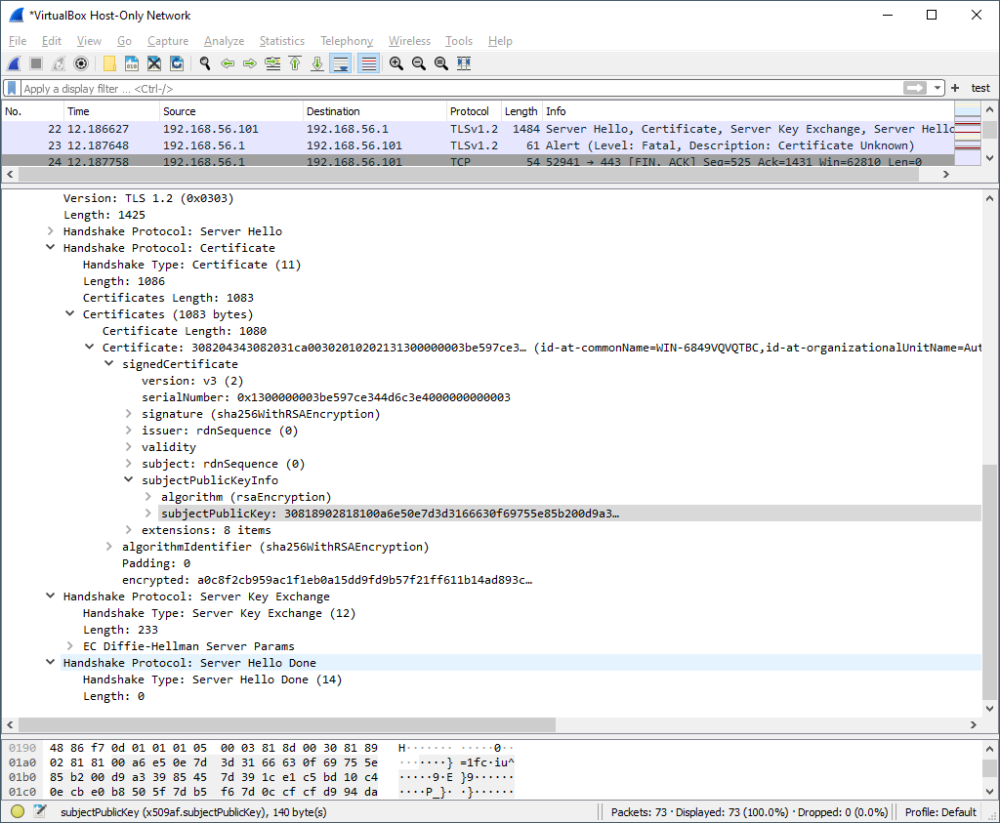 *VirtualBox Host-Only Network
File Edit View Go Capture Analyze Statistics Telephony Wireless Tools Help
Apply a display filter ... <Ctrl-/> + test
No. Time Source Destination Protocol Length Info
22 12.186627 192.168.56.101 192.168.56.1 TLSv1.2 1484 Server Hello, Certificate, Server Key Exchange, Server Hello
23 12.187648 192.168.56.1 192.168.56.101 TLSv1.2 61 Alert (Level: Fatal, Description: Certificate Unknown)
24 12.187758 192.168.56.1 192.168.56.101 TCP 54 52941 → 443 [FIN, ACK] Seq=525 Ack=1431 Win=62810 Len=0
Version: TLS 1.2 (0x0303)
Length: 1425
Handshake Protocol: Server Hello
Handshake Protocol: Certificate
Handshake Type: Certificate (11)
Length: 1086
Certificates Length: 1083
Certificates (1083 bytes)
Certificate Length: 1080
Certificate: 308204343082031ca003020102021313000000003be597ce3… (id-at-commonName=WIN-6849VQVQTBC,id-at-organizationalUnitName=Aut
signedCertificate
version: v3 (2)
serialNumber: 0x1300000003be597ce344d6c3e4000000000003
signature (sha256WithRSAEncryption)
issuer: rdnSequence (0)
validity
subject: rdnSequence (0)
subjectPublicKeyInfo
algorithm (rsaEncryption)
subjectPublicKey: 30818902818100a6e50e7d3d3166630f69755e85b200d9a3…
extensions: 8 items
algorithmIdentifier (sha256WithRSAEncryption)
Padding: 0
encrypted: a0c8f2cb959ac1f1eb0a15dd9fd9b57f21ff611b14ad893c…
Handshake Protocol: Server Key Exchange
Handshake Type: Server Key Exchange (12)
Length: 233
EC Diffie-Hellman Server Params
Handshake Protocol: Server Hello Done
Handshake Type: Server Hello Done (14)
Length: 0
0190 48 86 f7 0d 01 01 01 05 00 03 81 8d 00 30 81 89 H······· ·····0··
01a0 02 81 81 00 a6 e5 0e 7d 3d 31 66 63 0f 69 75 5e ·······} =1fc·iu^
01b0 85 b2 00 d9 a3 39 85 45 7d 39 1c e1 c5 bd 10 c4 ·····9·E }9······
01c0 0e cb e0 b8 50 5f 7d b5 f6 7d 0c cf cf d9 94 da ····P_}· ·}······
subjectPublicKey (x509af.subjectPublicKey), 140 byte(s) Packets: 73 · Displayed: 73 (100.0%) · Dropped: 0 (0.0%) Profile: Default